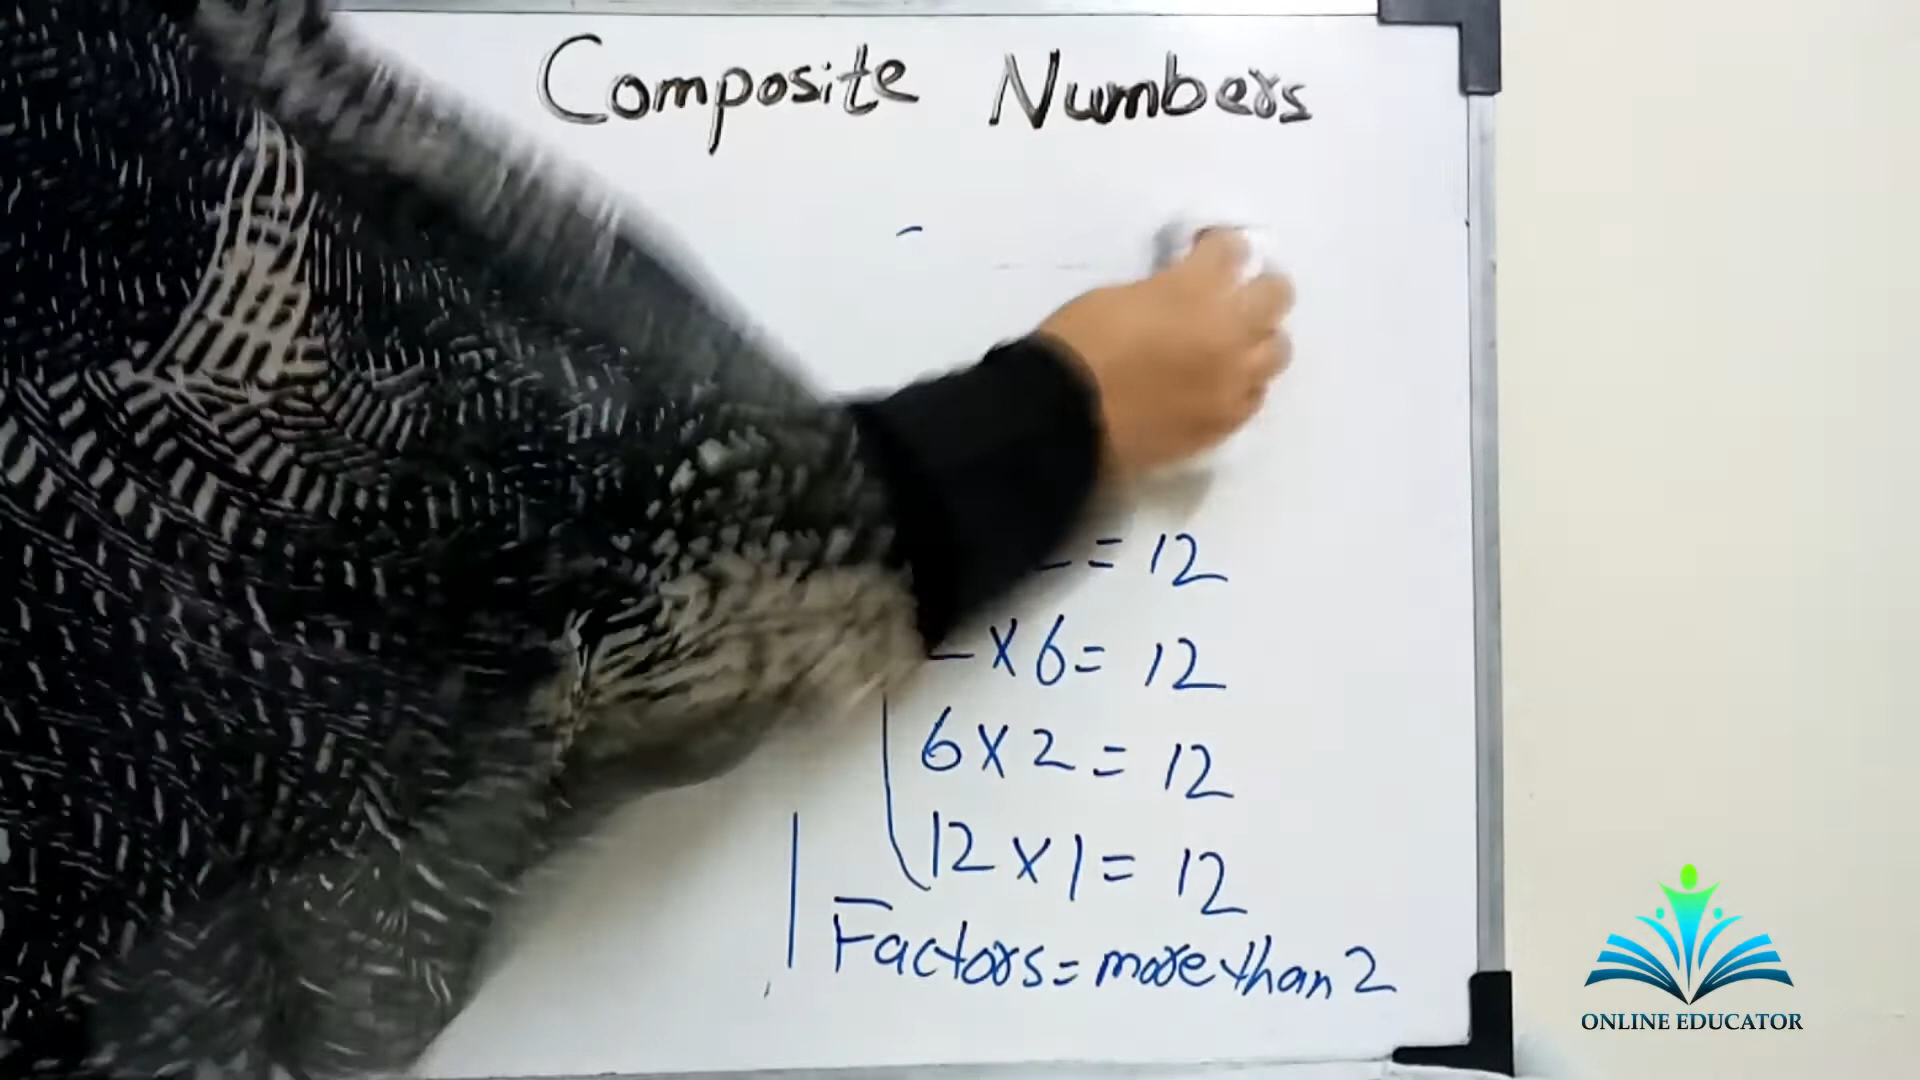 Composite Numbers
= 12
x 6 = 12
6 x 2 = 12
12 x 1 = 12
Factors = more than 2
ONLINE EDUCATOR